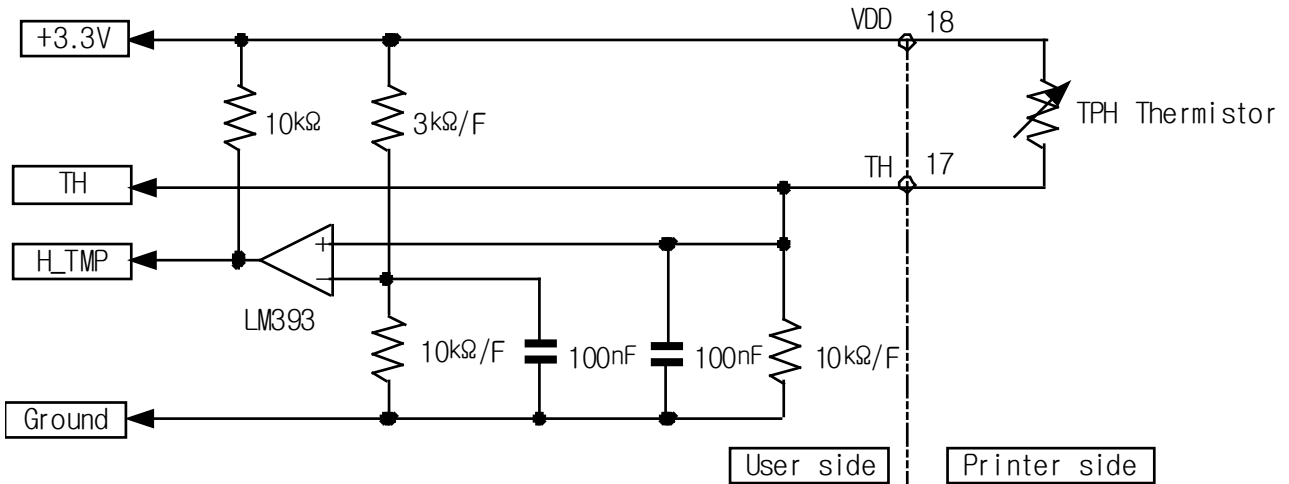 VDD 18
+3.3V
10kΩ
3kΩ/F
TPH Thermistor
TH
TH 17
+
H_TMP
−
LM393
10kΩ/F
100nF
100nF
10kΩ/F
Ground
User side
Printer side